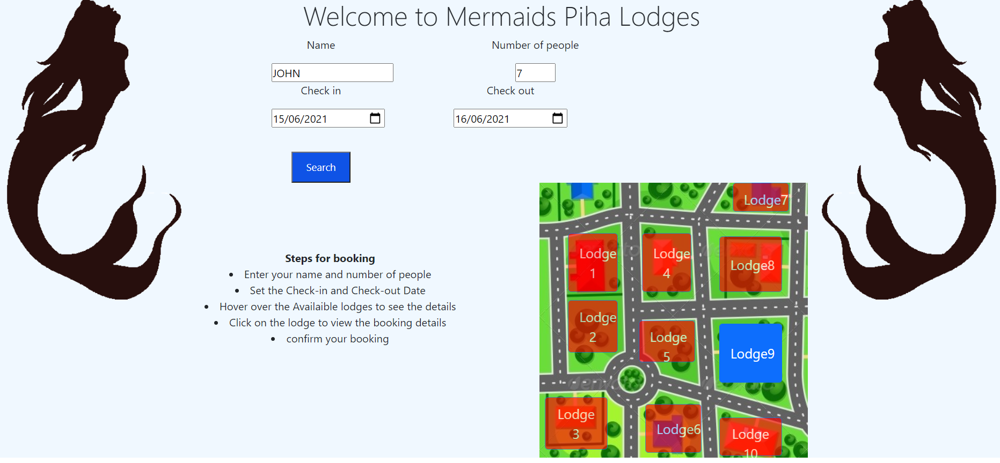 Welcome to Mermaids Piha Lodges
Name
Number of people
JOHN
7
Check in
Check out
15/06/2021
16/06/2021
Search
Steps for booking
• Enter your name and number of people
• Set the Check-in and Check-out Date
• Hover over the Availaible lodges to see the details
• Click on the lodge to view the booking details
• confirm your booking
Lodge7
Lodge
1
Lodge
4
Lodge8
Lodge
2
Lodge
5
Lodge9
Lodge
3
Lodge6
Lodge
10